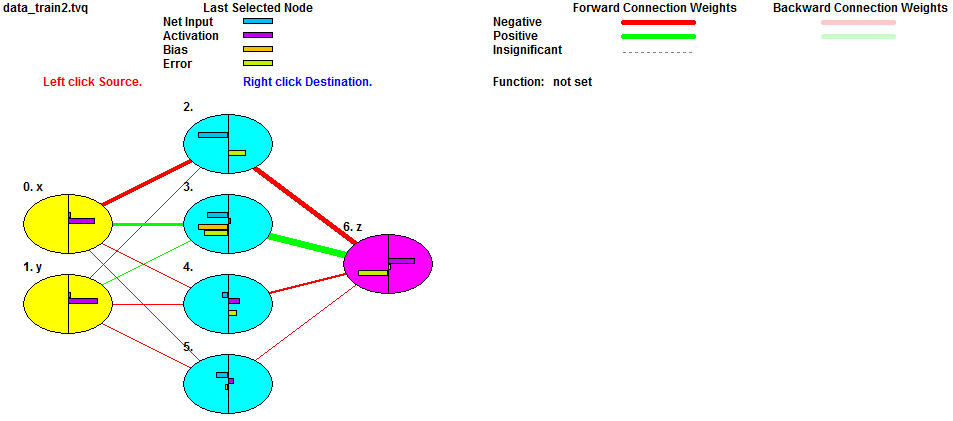 data_train2.tvq Last Selected Node Forward Connection Weights Backward Connection Weights
Net Input Negative
Activation Positive
Bias Insignificant
Error
Left click Source. Right click Destination. Function: not set
2.
0. x 3.
6. z
1. y 4.
5.